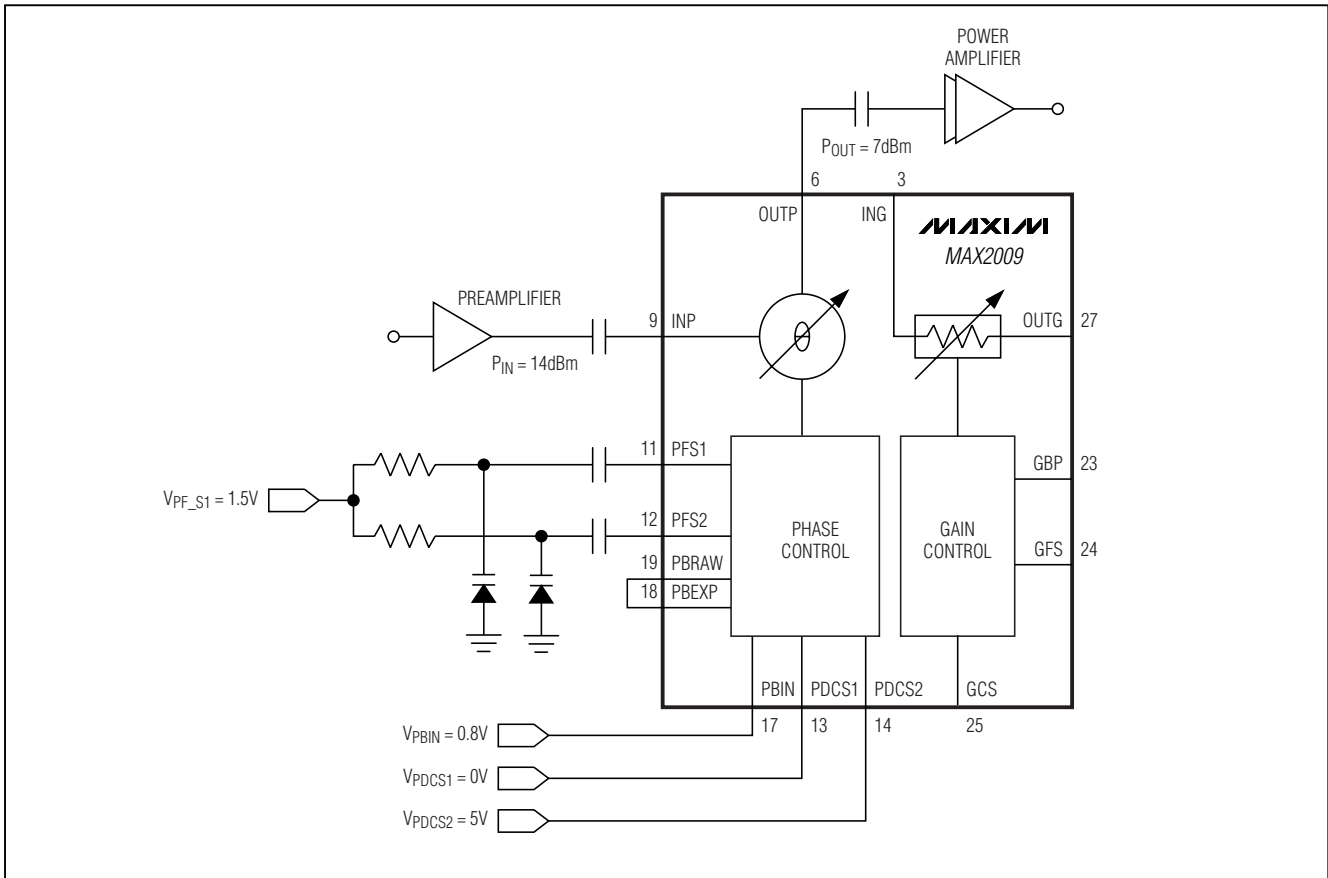 POWER
AMPLIFIER
POUT = 7dBm
6
3
OUTP
ING
MAXIM
MAX2009
PREAMPLIFIER
9
INP
OUTG
27
PIN = 14dBm
θ
11
PFS1
GBP
23
VPF_S1 = 1.5V
12
PFS2
PHASE
CONTROL
GAIN
CONTROL
GFS
24
19
PBRAW
18
PBEXP
PBIN
PDCS1
PDCS2
GCS
17
13
14
25
VPBIN = 0.8V
VPDCS1 = 0V
VPDCS2 = 5V